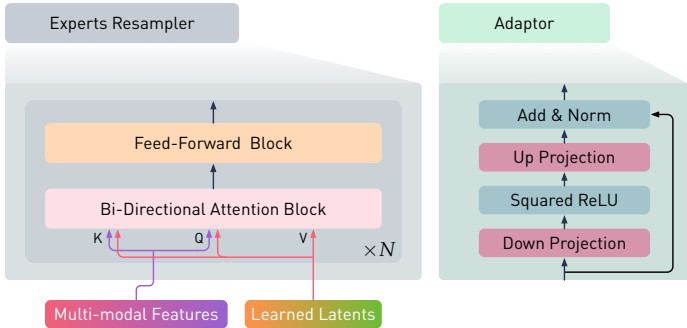 Experts Resampler
Feed-Forward Block
Bi-Directional Attention Block
K
Q
V
×N
Multi-modal Features
Learned Latents
Adaptor
Add & Norm
Up Projection
Squared ReLU
Down Projection